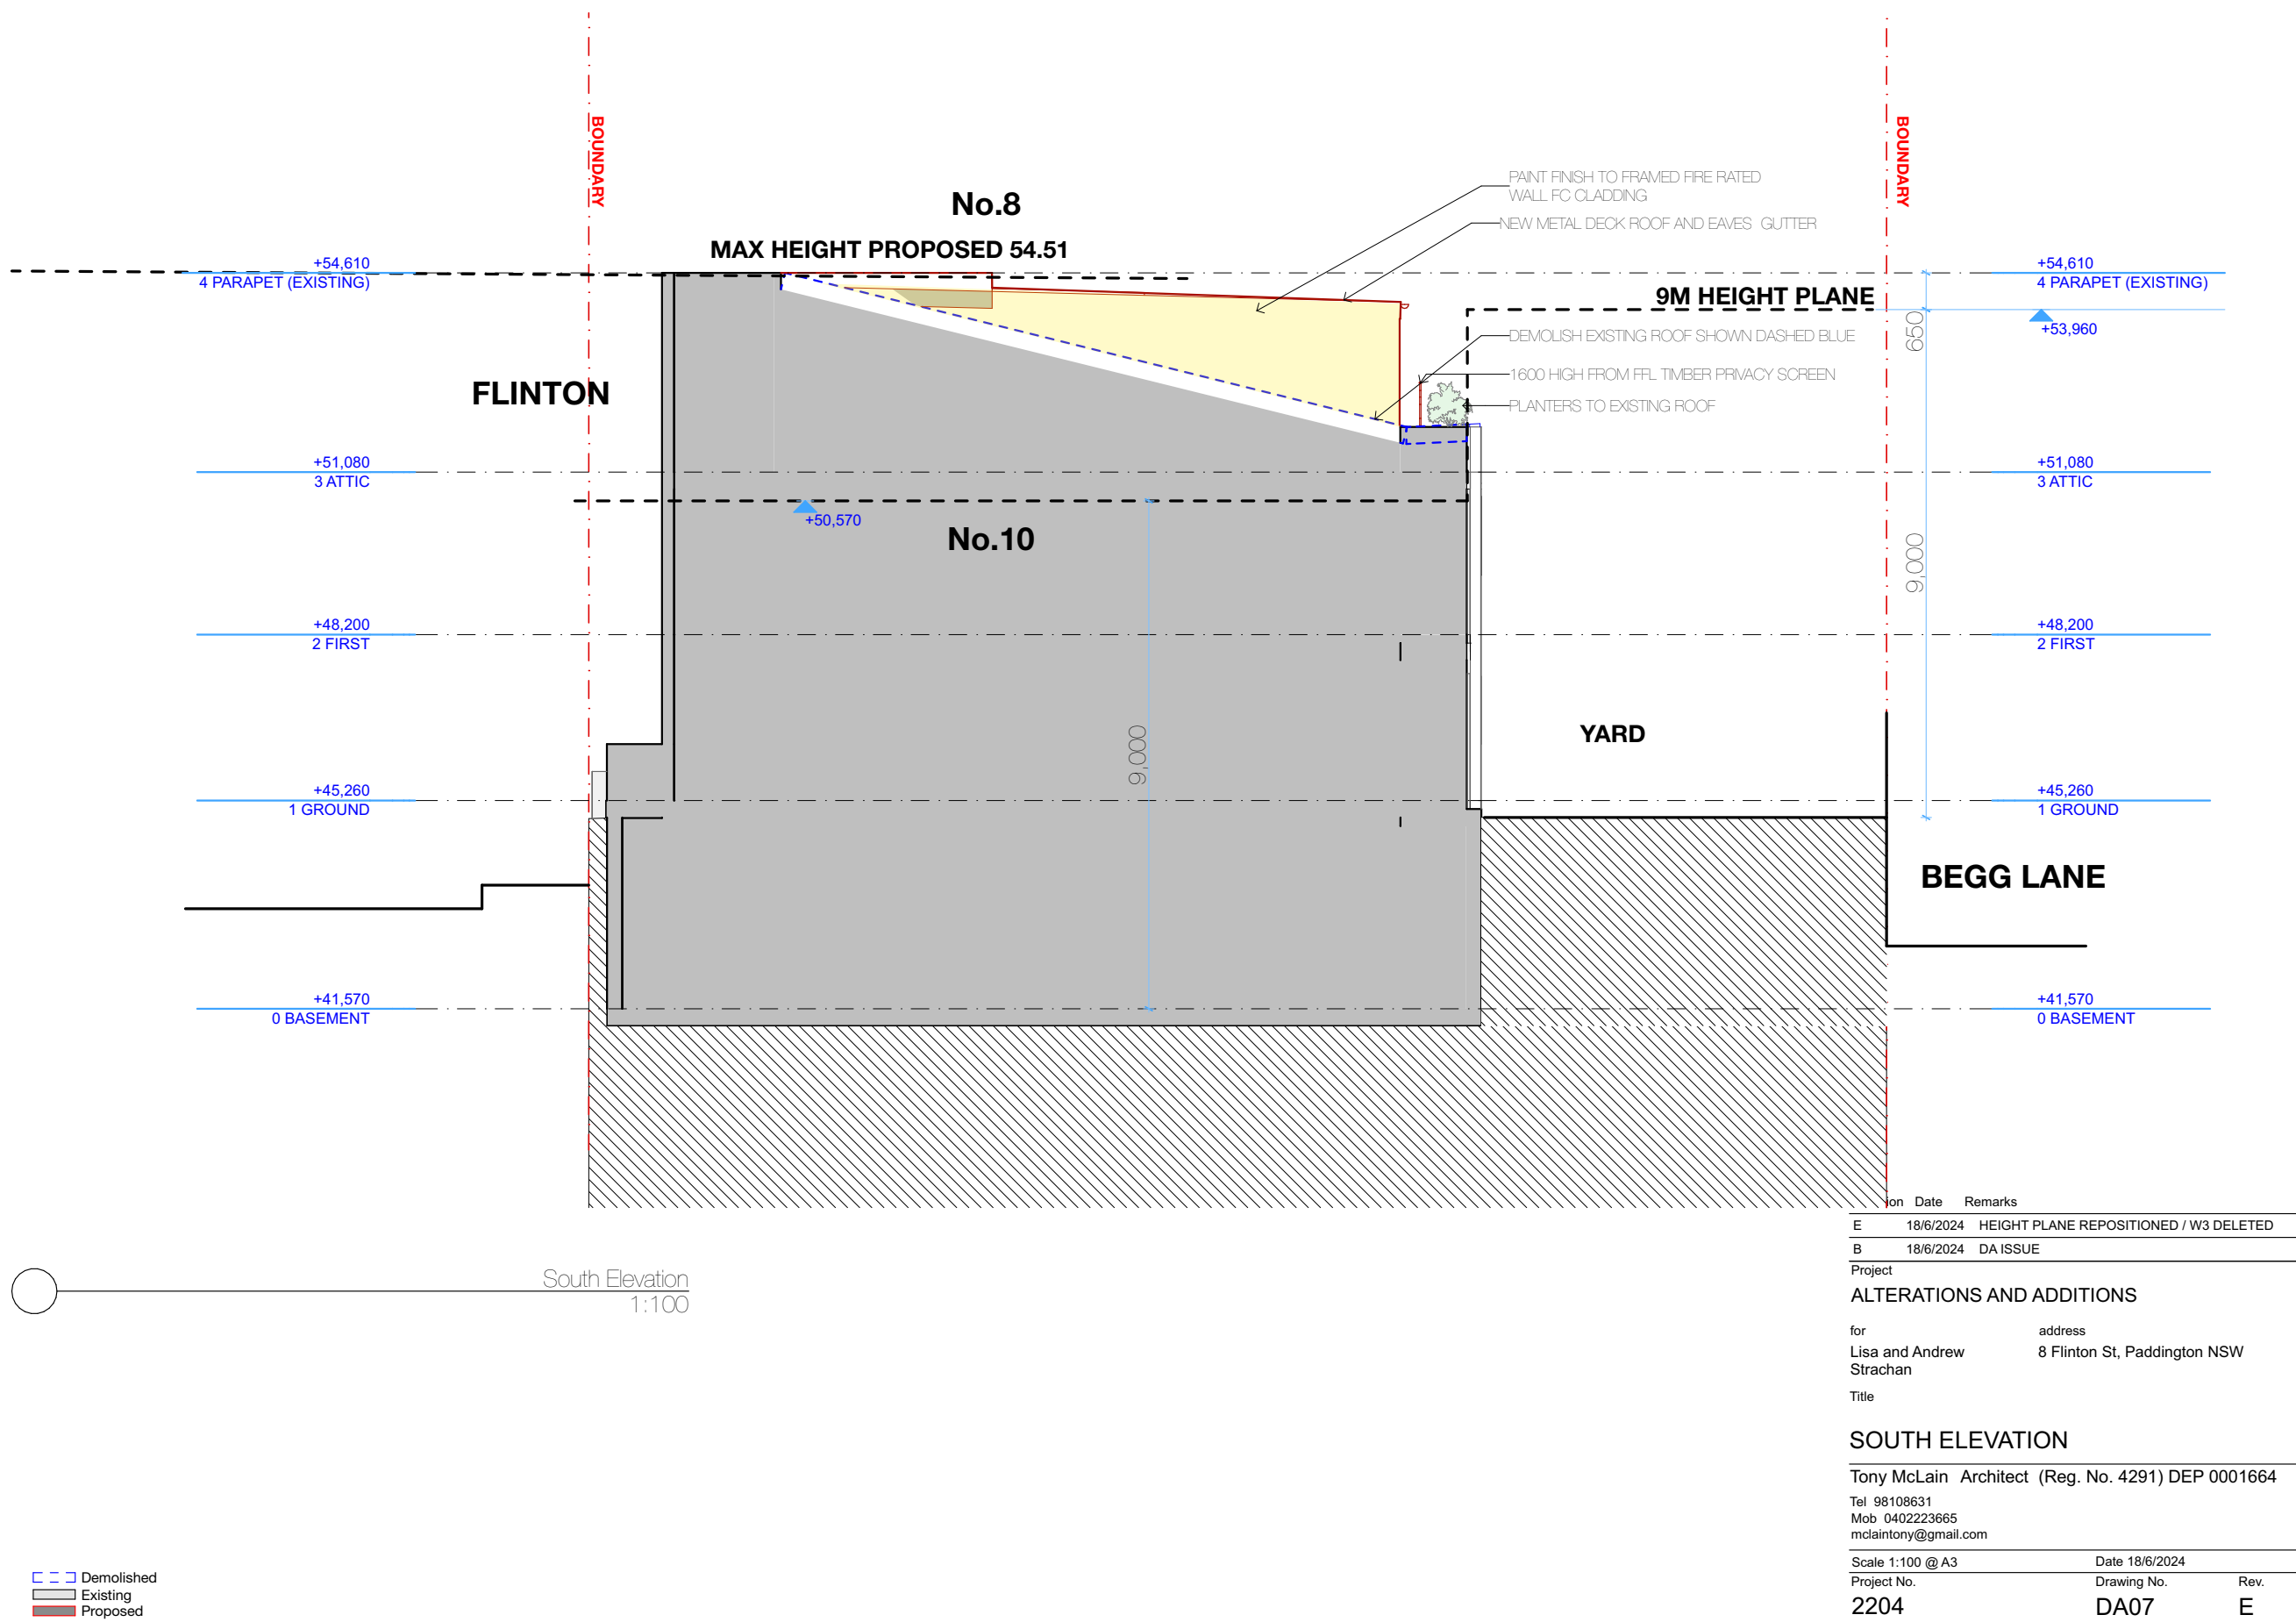 BOUNDARY
BOUNDARY
No.8
MAX HEIGHT PROPOSED 54.51
PAINT FINISH TO FRAMED FIRE RATED
WALL FC CLADDING
NEW METAL DECK ROOF AND EAVES GUTTER
+54,610
4 PARAPET (EXISTING)
+54,610
4 PARAPET (EXISTING)
9M HEIGHT PLANE
650
+53,960
DEMOLISH EXISTING ROOF SHOWN DASHED BLUE
1600 HIGH FROM FFL TIMBER PRIVACY SCREEN
PLANTERS TO EXISTING ROOF
FLINTON
+51,080
3 ATTIC
+51,080
3 ATTIC
+50,570
No.10
9,000
+48,200
2 FIRST
+48,200
2 FIRST
YARD
9,000
+45,260
1 GROUND
+45,260
1 GROUND
BEGG LANE
+41,570
0 BASEMENT
+41,570
0 BASEMENT
South Elevation
1:100
Demolished
Existing
Proposed
ion Date Remarks
E 18/6/2024 HEIGHT PLANE REPOSITIONED / W3 DELETED
B 18/6/2024 DA ISSUE
Project
ALTERATIONS AND ADDITIONS
for address
Lisa and Andrew 8 Flinton St, Paddington NSW
Strachan
Title
SOUTH ELEVATION
Tony McLain Architect (Reg. No. 4291) DEP 0001664
Tel 98108631
Mob 0402223665
mclaintony@gmail.com
Scale 1:100 @ A3 Date 18/6/2024
Project No. Drawing No. Rev.
2204 DA07 E